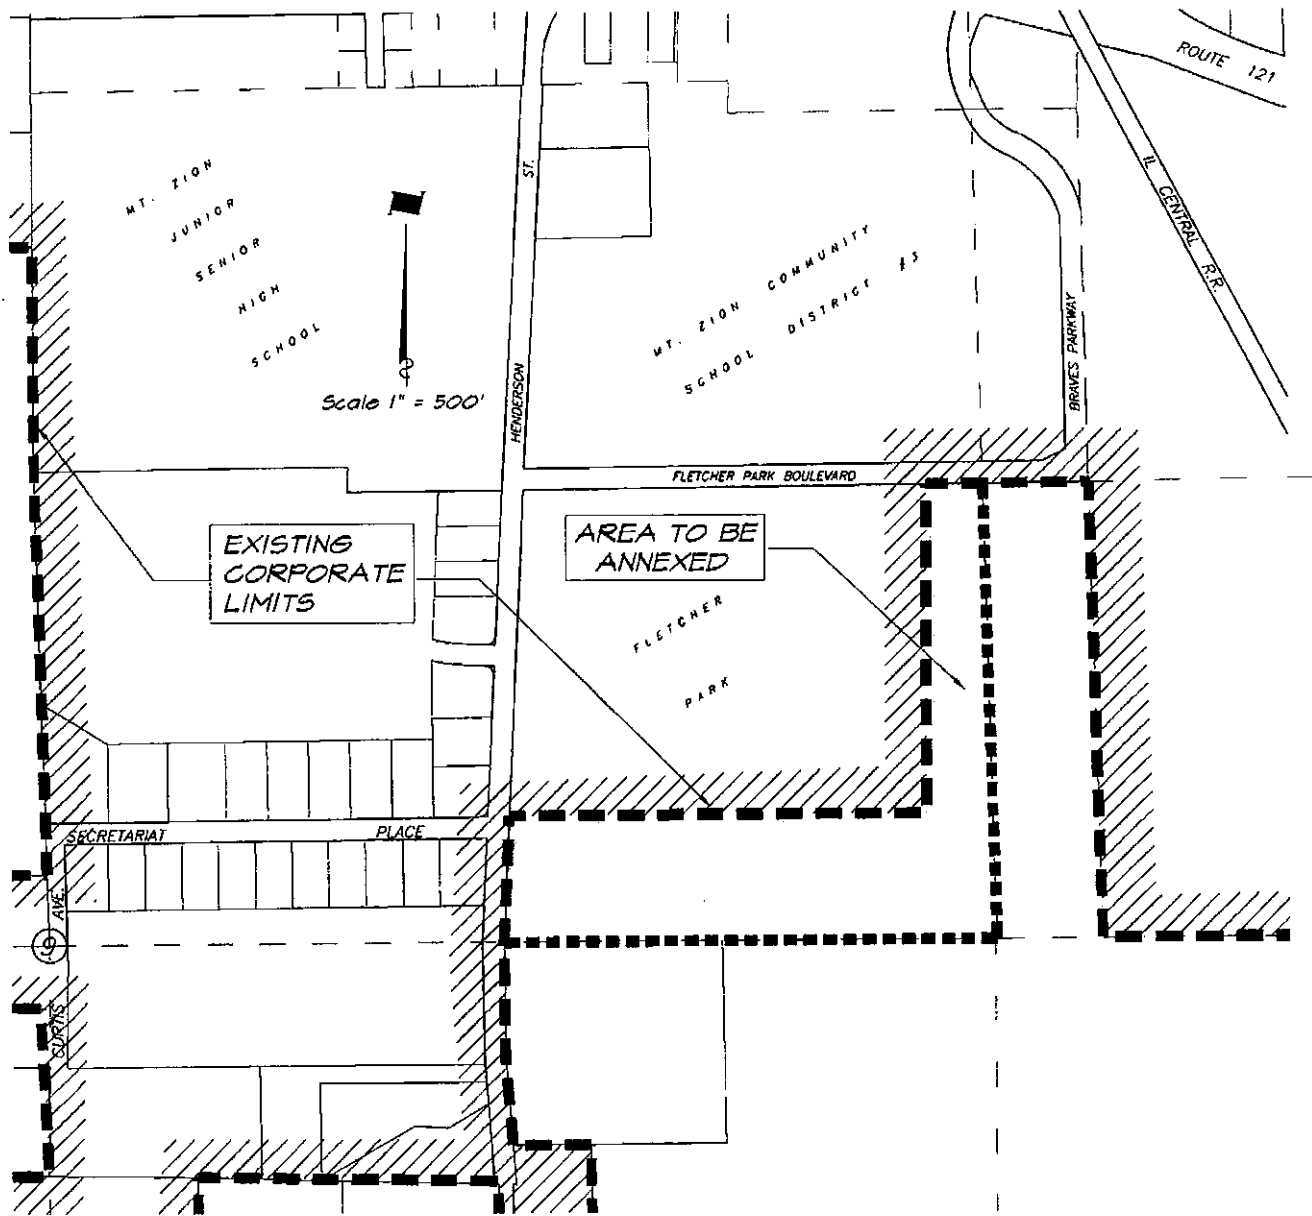 ROUTE 121
MT. ZION
JUNIOR
SENIOR
HIGH
SCHOOL
ST.
HENDERSON
IL CENTRAL R.R.
MT. ZION COMMUNITY
SCHOOL DISTRICT #3
BRAVES PARKWAY
Scale 1" = 500'
FLETCHER PARK BOULEVARD
EXISTING
CORPORATE
LIMITS
AREA TO BE
ANNEXED
FLETCHER
PARK
SECRETARIAT PLACE
AVE.
9
CURTIS